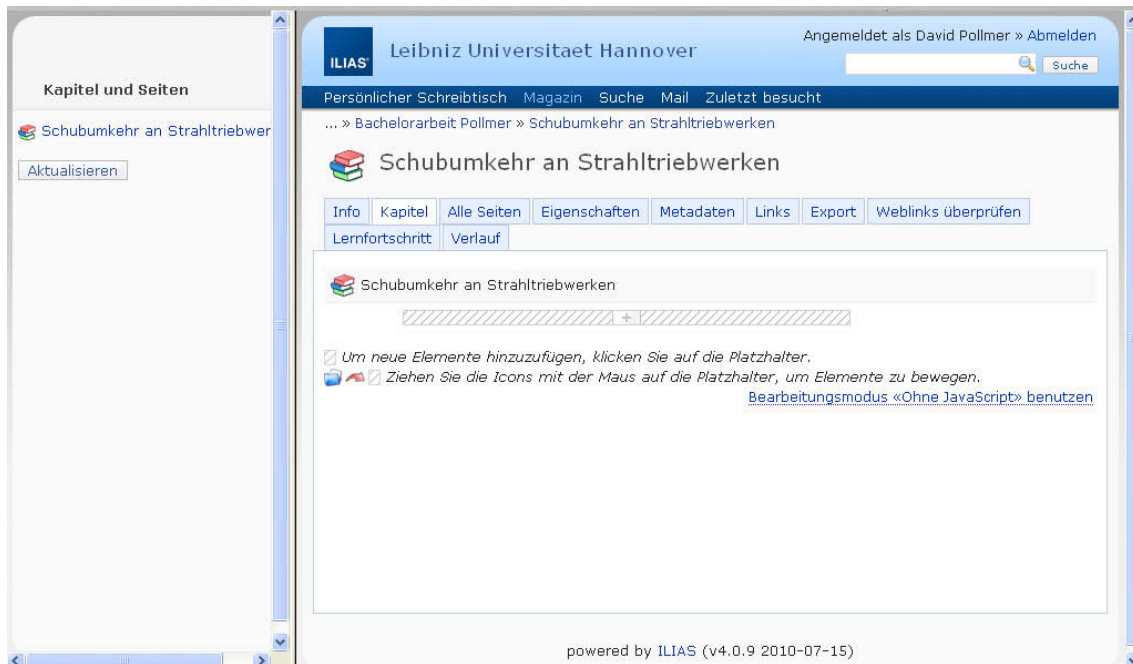 Kapitel und Seiten
Schubumkehr an Strahltriebwer
Aktualisieren
ILIAS
Leibniz Universitaet Hannover
Angemeldet als David Pollmer » Abmelden
Suche
Persönlicher Schreibtisch Magazin Suche Mail Zuletzt besucht
... » Bachelorarbeit Pollmer » Schubumkehr an Strahltriebwerken
Schubumkehr an Strahltriebwerken
Info Kapitel Alle Seiten Eigenschaften Metadaten Links Export Weblinks überprüfen
Lernfortschritt Verlauf
Schubumkehr an Strahltriebwerken
+
Um neue Elemente hinzuzufügen, klicken Sie auf die Platzhalter.
Ziehen Sie die Icons mit der Maus auf die Platzhalter, um Elemente zu bewegen.
Bearbeitungsmodus «Ohne JavaScript» benutzen
powered by ILIAS (v4.0.9 2010-07-15)